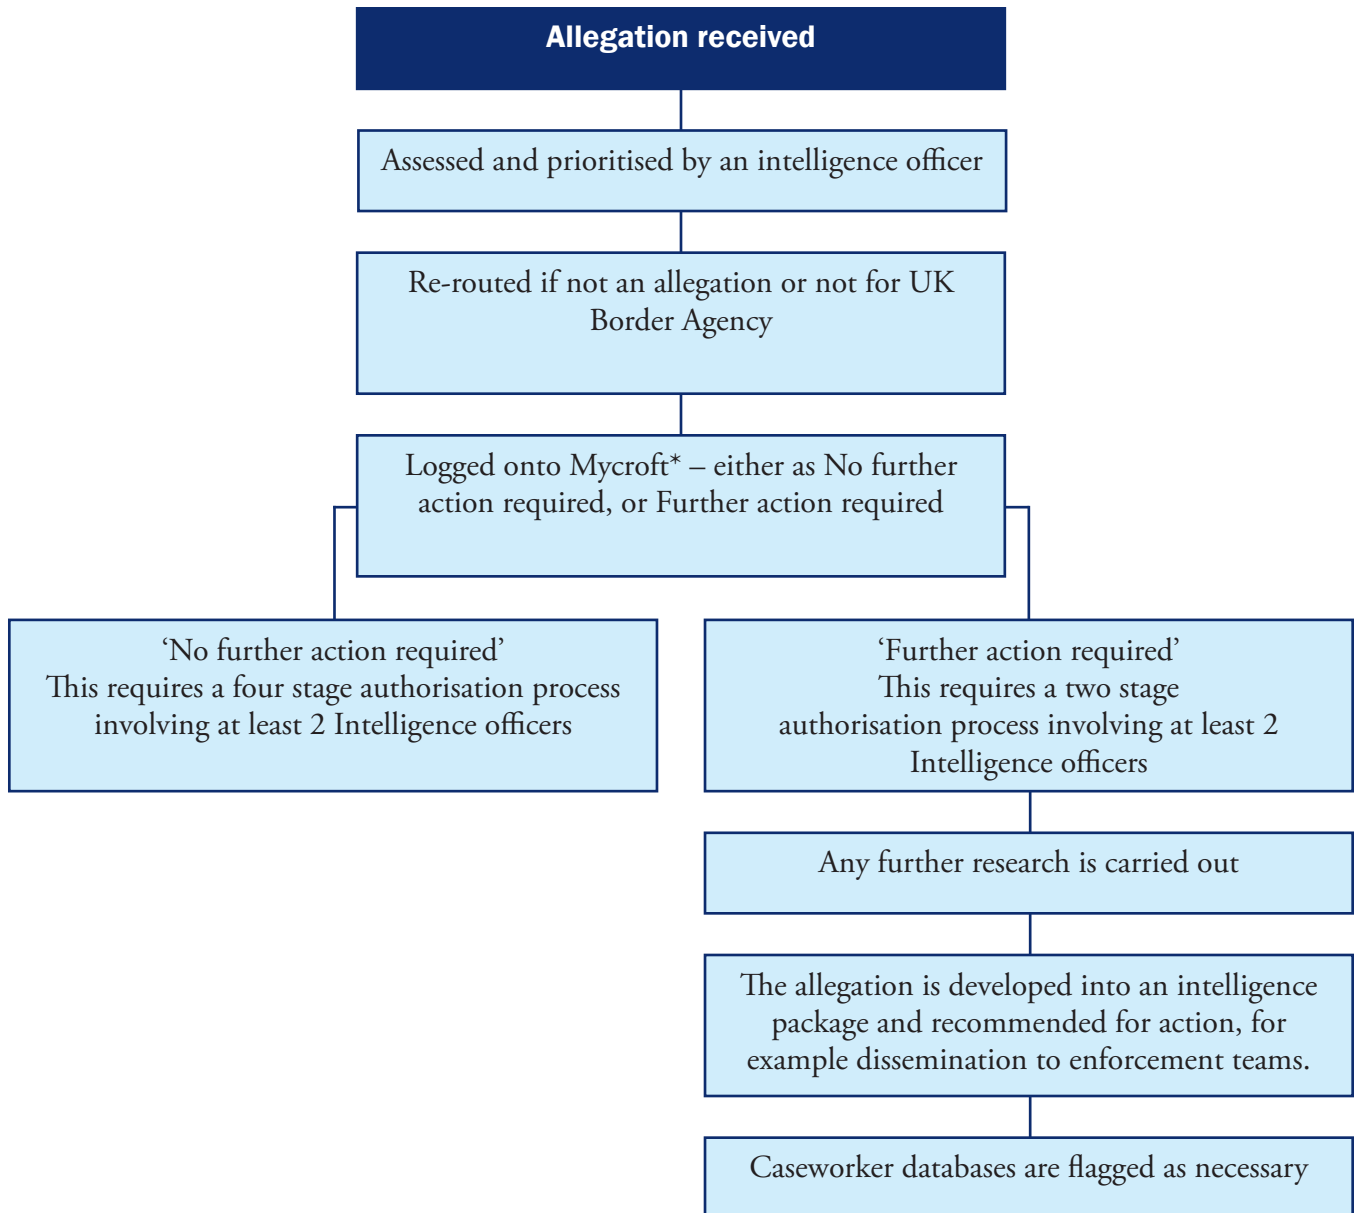 Allegation received
Assessed and prioritised by an intelligence officer
Re-routed if not an allegation or not for UK
Border Agency
Logged onto Mycroft* – either as No further
action required, or Further action required
‘No further action required’
This requires a four stage authorisation process
involving at least 2 Intelligence officers
‘Further action required’
This requires a two stage
authorisation process involving at least 2
Intelligence officers
Any further research is carried out
The allegation is developed into an intelligence
package and recommended for action, for
example dissemination to enforcement teams.
Caseworker databases are flagged as necessary